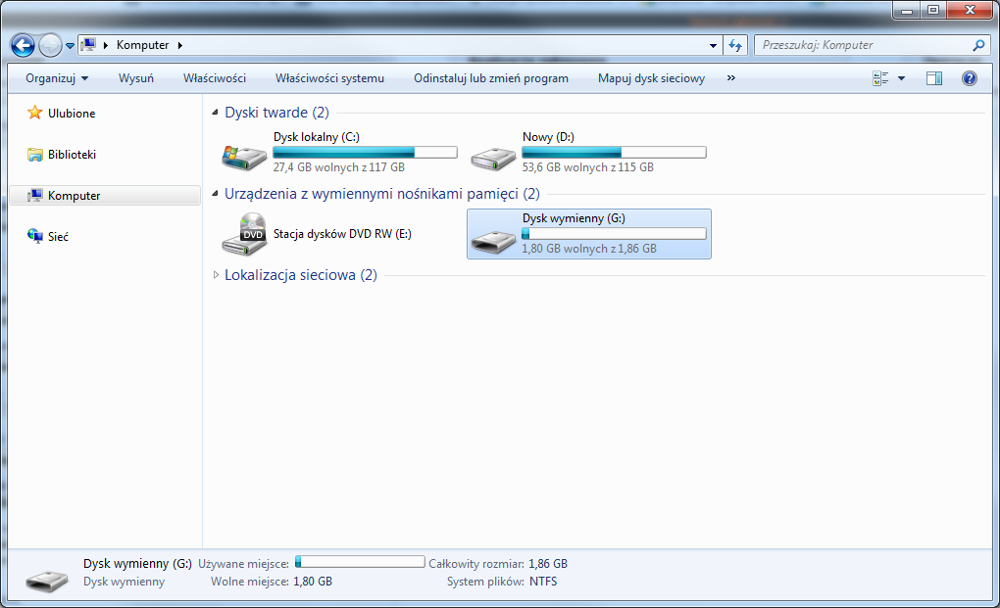 Komputer
Przeszukaj: Komputer
Organizuj Wysuń Właściwości Właściwości systemu Odinstaluj lub zmień program Mapuj dysk sieciowy »
Ulubione
Biblioteki
Komputer
Sieć
Dyski twarde (2)
Dysk lokalny (C:)
27,4 GB wolnych z 117 GB
Nowy (D:)
53,6 GB wolnych z 115 GB
Urządzenia z wymiennymi nośnikami pamięci (2)
DVD
Stacja dysków DVD RW (E:)
Dysk wymienny (G:)
1,80 GB wolnych z 1,86 GB
Lokalizacja sieciowa (2)
Dysk wymienny (G:) Używane miejsce: Całkowity rozmiar: 1,86 GB
Dysk wymienny Wolne miejsce: 1,80 GB System plików: NTFS